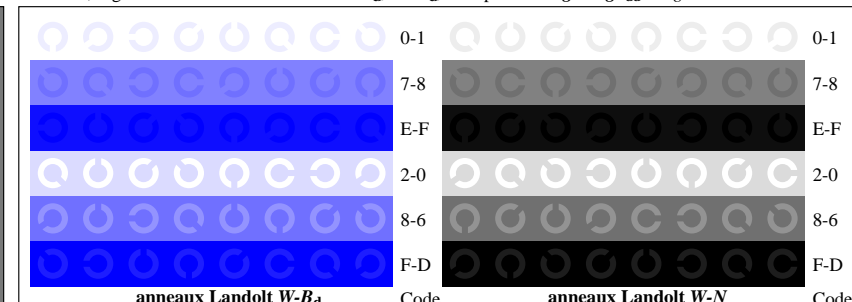 0-1 0-1
7-8 7-8
E-F E-F
2-0 2-0
8-6 8-6
F-D F-D
anneaux Landolt W-Bd Code anneaux Landolt W-N Code